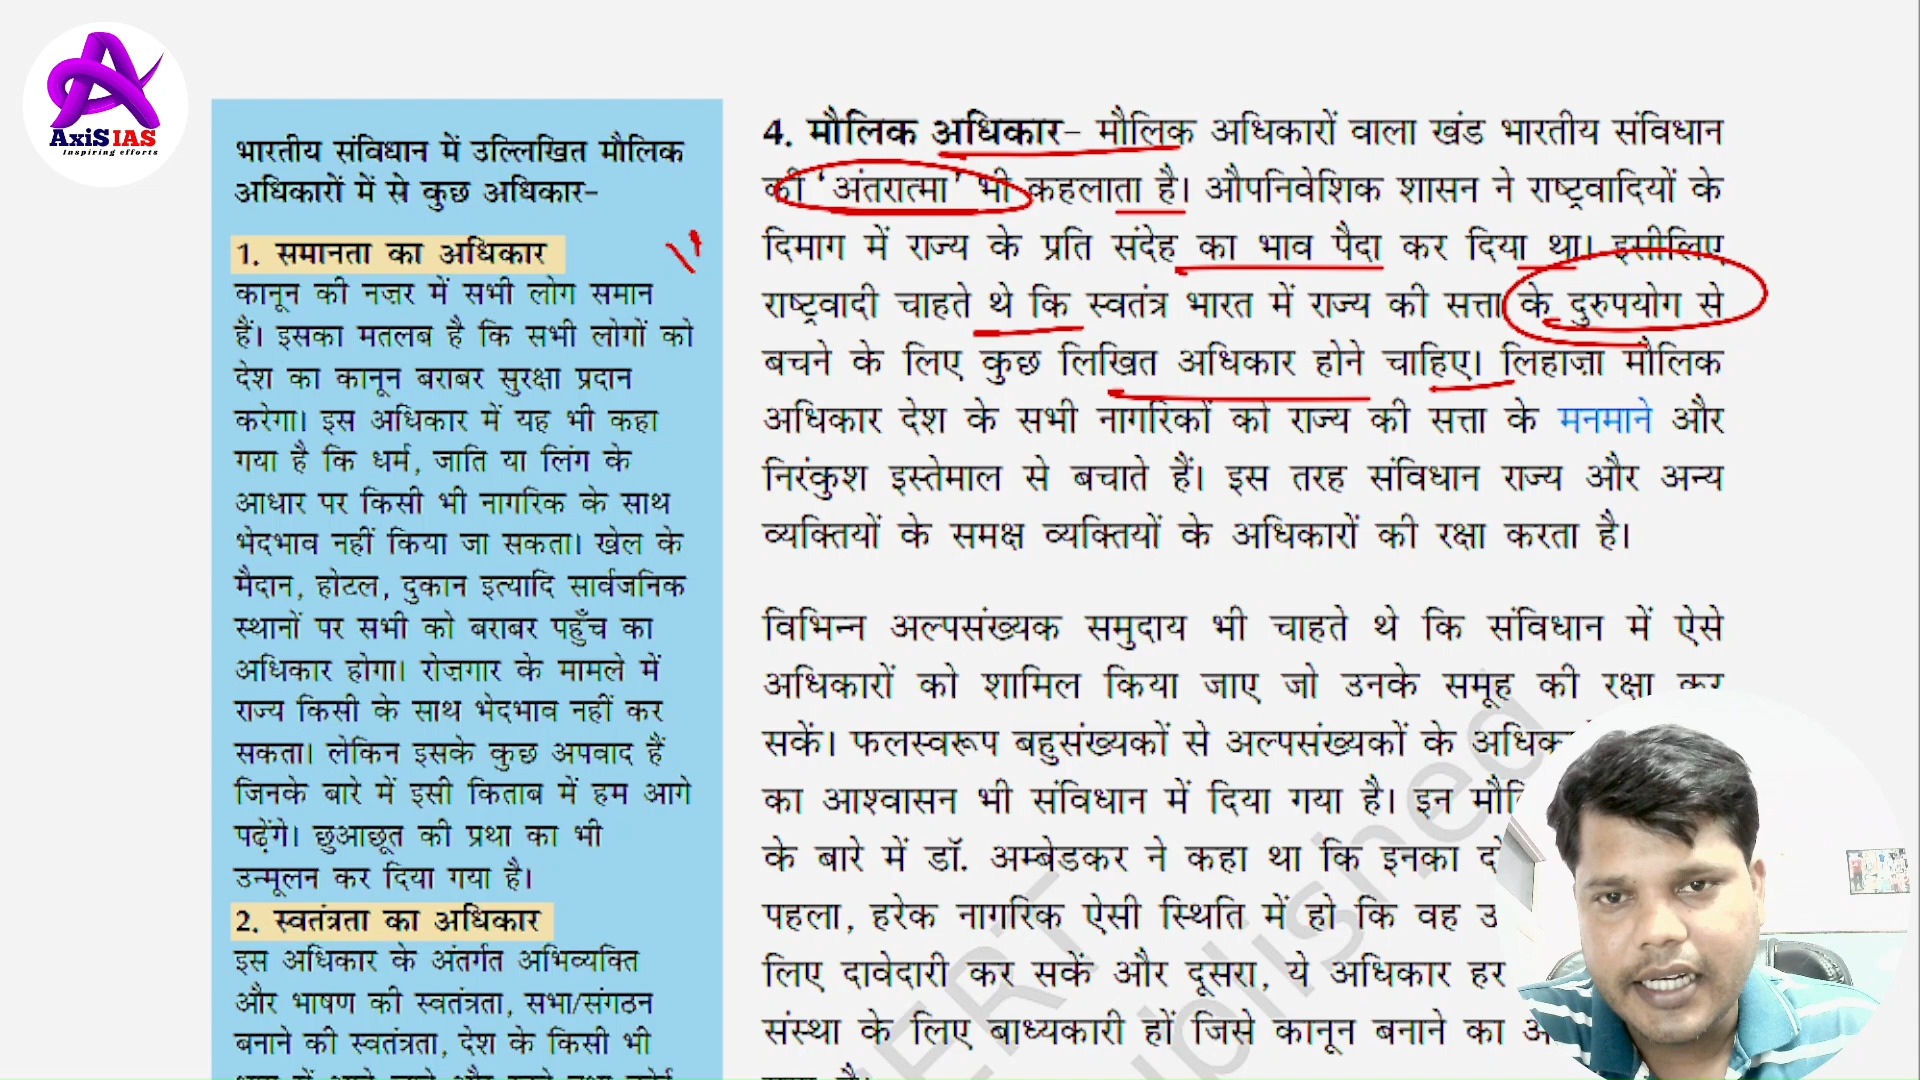 AxiS IAS
Inspiring efforts
भारतीय संविधान में उल्लिखित मौलिक
अधिकारों में से कुछ अधिकार–
1. समानता का अधिकार
कानून की नज़र में सभी लोग समान
हैं। इसका मतलब है कि सभी लोगों को
देश का कानून बराबर सुरक्षा प्रदान
करेगा। इस अधिकार में यह भी कहा
गया है कि धर्म, जाति या लिंग के
आधार पर किसी भी नागरिक के साथ
भेदभाव नहीं किया जा सकता। खेल के
मैदान, होटल, दुकान इत्यादि सार्वजनिक
स्थानों पर सभी को बराबर पहुँच का
अधिकार होगा। रोज़गार के मामले में
राज्य किसी के साथ भेदभाव नहीं कर
सकता। लेकिन इसके कुछ अपवाद हैं
जिनके बारे में इसी किताब में हम आगे
पढ़ेंगे। छुआछूत की प्रथा का भी
उन्मूलन कर दिया गया है।
2. स्वतंत्रता का अधिकार
इस अधिकार के अंतर्गत अभिव्यक्ति
और भाषण की स्वतंत्रता, सभा/संगठन
बनाने की स्वतंत्रता, देश के किसी भी
4. मौलिक अधिकार– मौलिक अधिकारों वाला खंड भारतीय संविधान
की 'अंतरात्मा' भी कहलाता है। औपनिवेशिक शासन ने राष्ट्रवादियों के
दिमाग में राज्य के प्रति संदेह का भाव पैदा कर दिया था। इसीलिए
राष्ट्रवादी चाहते थे कि स्वतंत्र भारत में राज्य की सत्ता के दुरुपयोग से
बचने के लिए कुछ लिखित अधिकार होने चाहिए। लिहाज़ा मौलिक
अधिकार देश के सभी नागरिकों को राज्य की सत्ता के मनमाने और
निरंकुश इस्तेमाल से बचाते हैं। इस तरह संविधान राज्य और अन्य
व्यक्तियों के समक्ष व्यक्तियों के अधिकारों की रक्षा करता है।
विभिन्न अल्पसंख्यक समुदाय भी चाहते थे कि संविधान में ऐसे
अधिकारों को शामिल किया जाए जो उनके समूह की रक्षा कर
सकें। फलस्वरूप बहुसंख्यकों से अल्पसंख्यकों के
का आश्वासन भी संविधान में दिया गया है। इन
के बारे में डॉ. अम्बेडकर ने कहा था कि इनका
पहला, हरेक नागरिक ऐसी स्थिति में हो कि वह
लिए दावेदारी कर सकें और दूसरा, ये अधिकार हर
संस्था के लिए बाध्यकारी हों जिसे कानून बनाने का